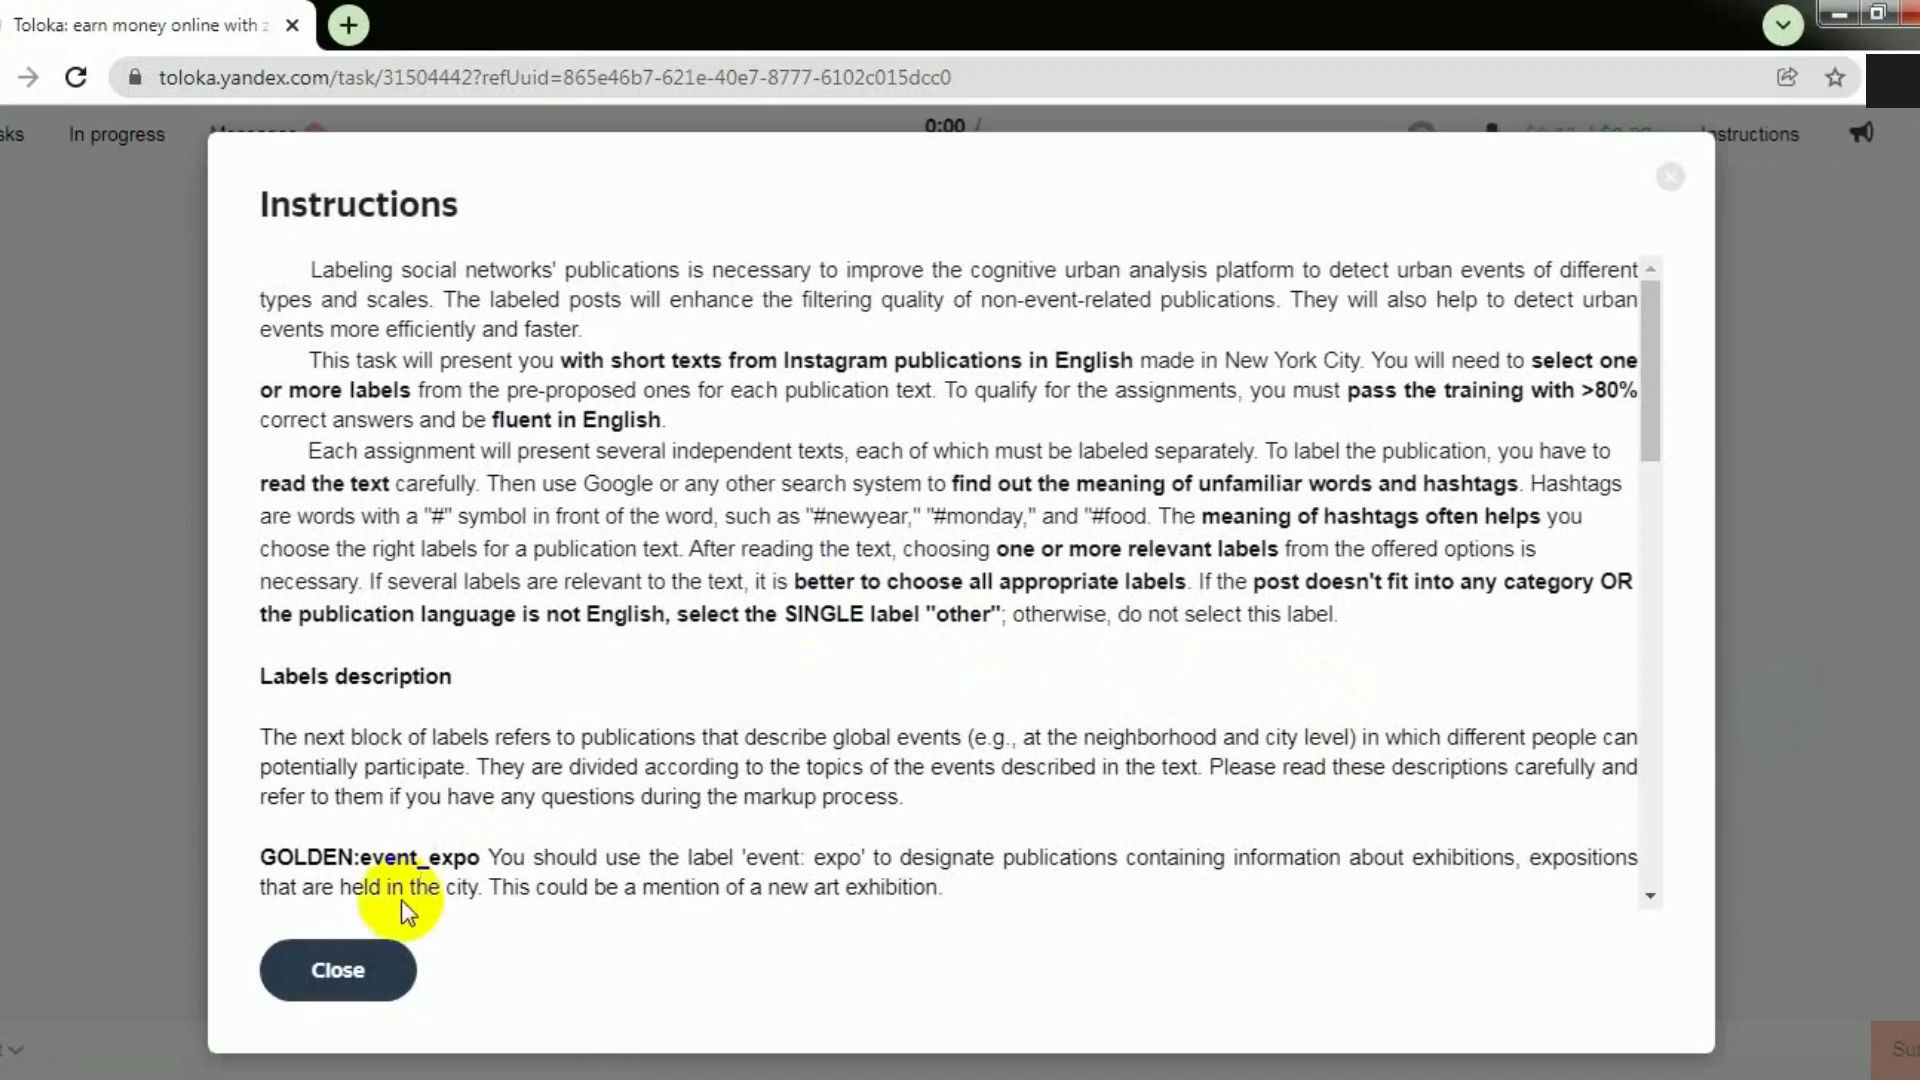 Toloka: earn money online with
toloka.yandex.com/task/31504442?refUuid=865e46b7-621e-40e7-8777-6102c015dcc0
sks In progress Messages 0:00 / Instructions
Instructions
Labeling social networks' publications is necessary to improve the cognitive urban analysis platform to detect urban events of different
types and scales. The labeled posts will enhance the filtering quality of non-event-related publications. They will also help to detect urban
events more efficiently and faster.
This task will present you with short texts from Instagram publications in English made in New York City. You will need to select one
or more labels from the pre-proposed ones for each publication text. To qualify for the assignments, you must pass the training with >80%
correct answers and be fluent in English.
Each assignment will present several independent texts, each of which must be labeled separately. To label the publication, you have to
read the text carefully. Then use Google or any other search system to find out the meaning of unfamiliar words and hashtags. Hashtags
are words with a "#" symbol in front of the word, such as "#newyear," "#monday," and "#food. The meaning of hashtags often helps you
choose the right labels for a publication text. After reading the text, choosing one or more relevant labels from the offered options is
necessary. If several labels are relevant to the text, it is better to choose all appropriate labels. If the post doesn't fit into any category OR
the publication language is not English, select the SINGLE label "other"; otherwise, do not select this label.
Labels description
The next block of labels refers to publications that describe global events (e.g., at the neighborhood and city level) in which different people can
potentially participate. They are divided according to the topics of the events described in the text. Please read these descriptions carefully and
refer to them if you have any questions during the markup process.
GOLDEN:event_expo You should use the label 'event: expo' to designate publications containing information about exhibitions, expositions
that are held in the city. This could be a mention of a new art exhibition.
Close